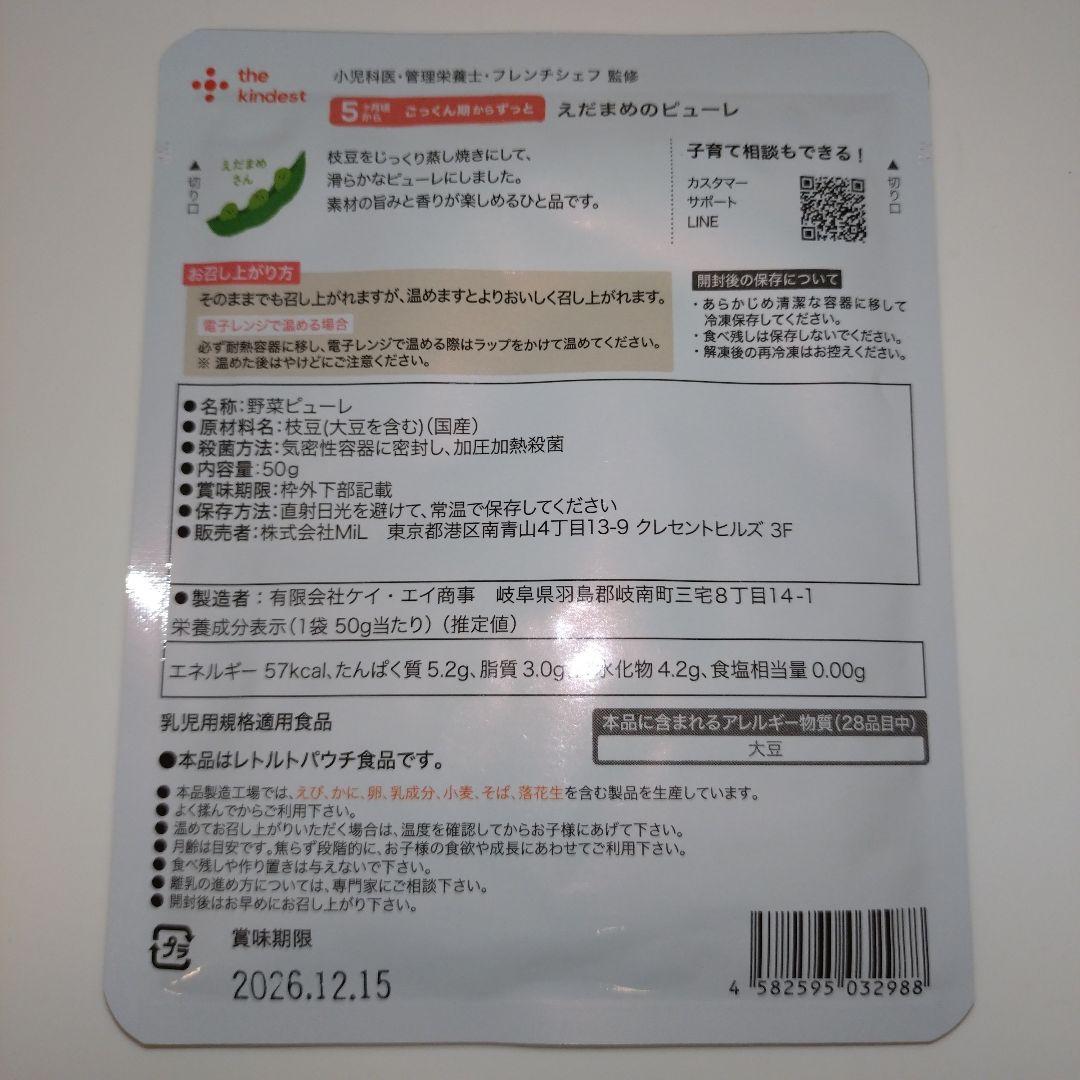 the
kindest
小児科医・管理栄養士・フレンチシェフ 監修
5ヶ月頃から ごっくん期からずっと えだまめのピューレ
▲切り口
えだまめ
さん
枝豆をじっくり蒸し焼きにして、
滑らかなピューレにしました。
素材の旨みと香りが楽しめるひと品です。
子育て相談もできる!
カスタマー
サポート
LINE
▲切り口
お召し上がり方
そのままでも召し上がれますが、温めますとよりおいしく召し上がれます。
電子レンジで温める場合
必ず耐熱容器に移し、電子レンジで温める際はラップをかけて温めてください。
※ 温めた後はやけどにご注意ください。
開封後の保存について
・あらかじめ清潔な容器に移して
冷凍保存してください。
・食べ残しは保存しないでください。
・解凍後の再冷凍はお控えください。
●名称:野菜ピューレ
●原材料名:枝豆(大豆を含む)(国産)
●殺菌方法:気密性容器に密封し、加圧加熱殺菌
●内容量:50g
●賞味期限:枠外下部記載
●保存方法:直射日光を避けて、常温で保存してください
●販売者:株式会社MiL 東京都港区南青山4丁目13-9 クレセントヒルズ 3F
●製造者:有限会社ケイ・エイ商事 岐阜県羽島郡岐南町三宅8丁目14-1
栄養成分表示(1袋 50g当たり)(推定値)
エネルギー 57kcal、たんぱく質 5.2g、脂質 3.0g 水化物 4.2g、食塩相当量 0.00g
乳児用規格適用食品
本品に含まれるアレルギー物質(28品目中)
大豆
●本品はレトルトパウチ食品です。
●本品製造工場では、えび、かに、卵、乳成分、小麦、そば、落花生を含む製品を生産しています。
●よく揉んでからご利用下さい。
●温めてお召し上がりいただく場合は、温度を確認してからお子様にあげて下さい。
●月齢は目安です。焦らず段階的に、お子様の食欲や成長にあわせてご利用下さい。
●食べ残しや作り置きは与えないで下さい。
●離乳の進め方については、専門家にご相談下さい。
●開封後はお早めにお召し上がり下さい。
プラ
賞味期限
2026.12.15
4 582595 032988